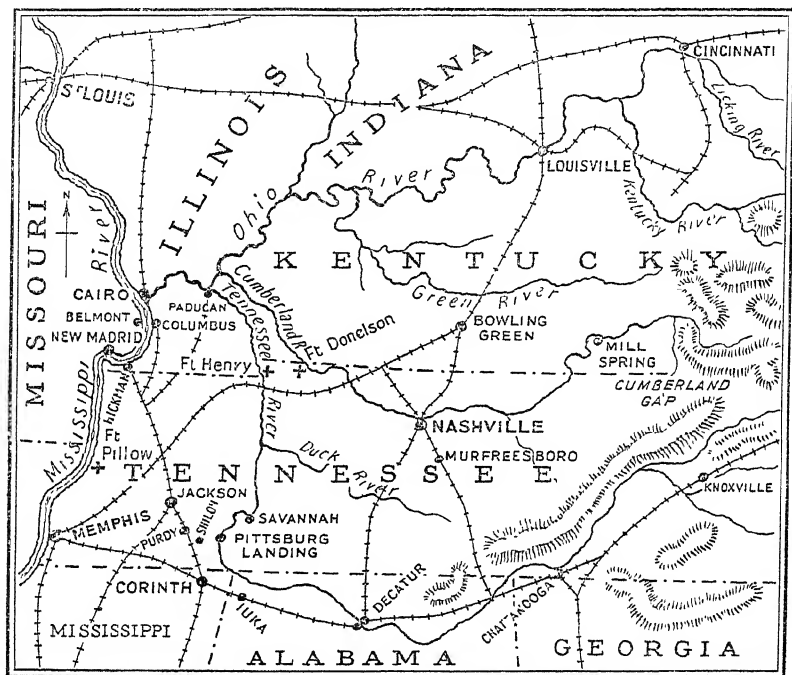 CINCINNATI
St LOUIS
ILLINOIS
INDIANA
Licking River
LOUISVILLE
Ohio River
Kentucky River
MISSOURI
N
River
KENTUCKY
Green River
CAIRO
PADUCAN
Cumberland R.
Tennessee
BELMONT
COLUMBUS
NEW MADRID
Ft Donelson
BOWLING
GREEN
MILL
SPRING
Ft Henry
HICKMAN
CUMBERLAND
GAP
Mississippi
River
NASHVILLE
Ft
Pillow
Duck
River
MURFREESBORO
TENNESSEE
KNOXVILLE
JACKSON
MEMPHIS
PURDY
SHILOH
SAVANNAH
PITTSBURG
LANDING
CORINTH
IUKA
DECATUR
CHATANOOGA
MISSISSIPPI
ALABAMA
GEORGIA